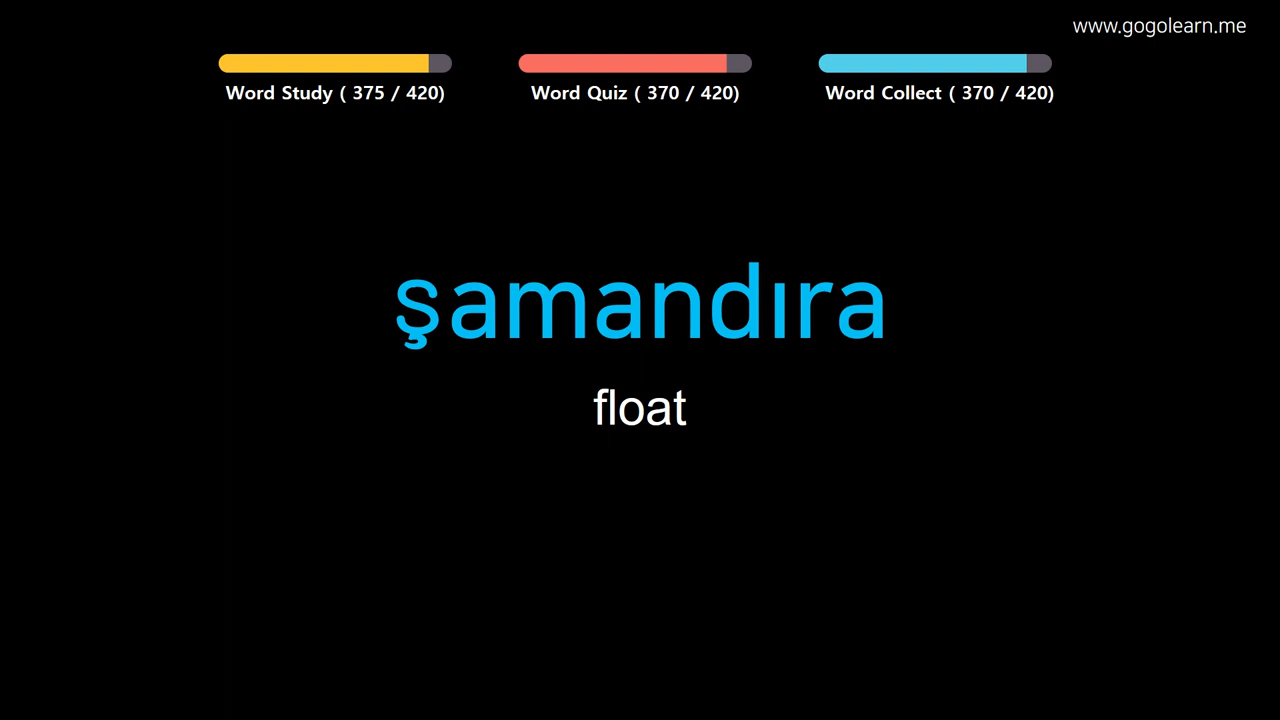 www.gogolearn.me
Word Study ( 375 / 420)
Word Quiz ( 370 / 420)
Word Collect ( 370 / 420)
şamandıra
float